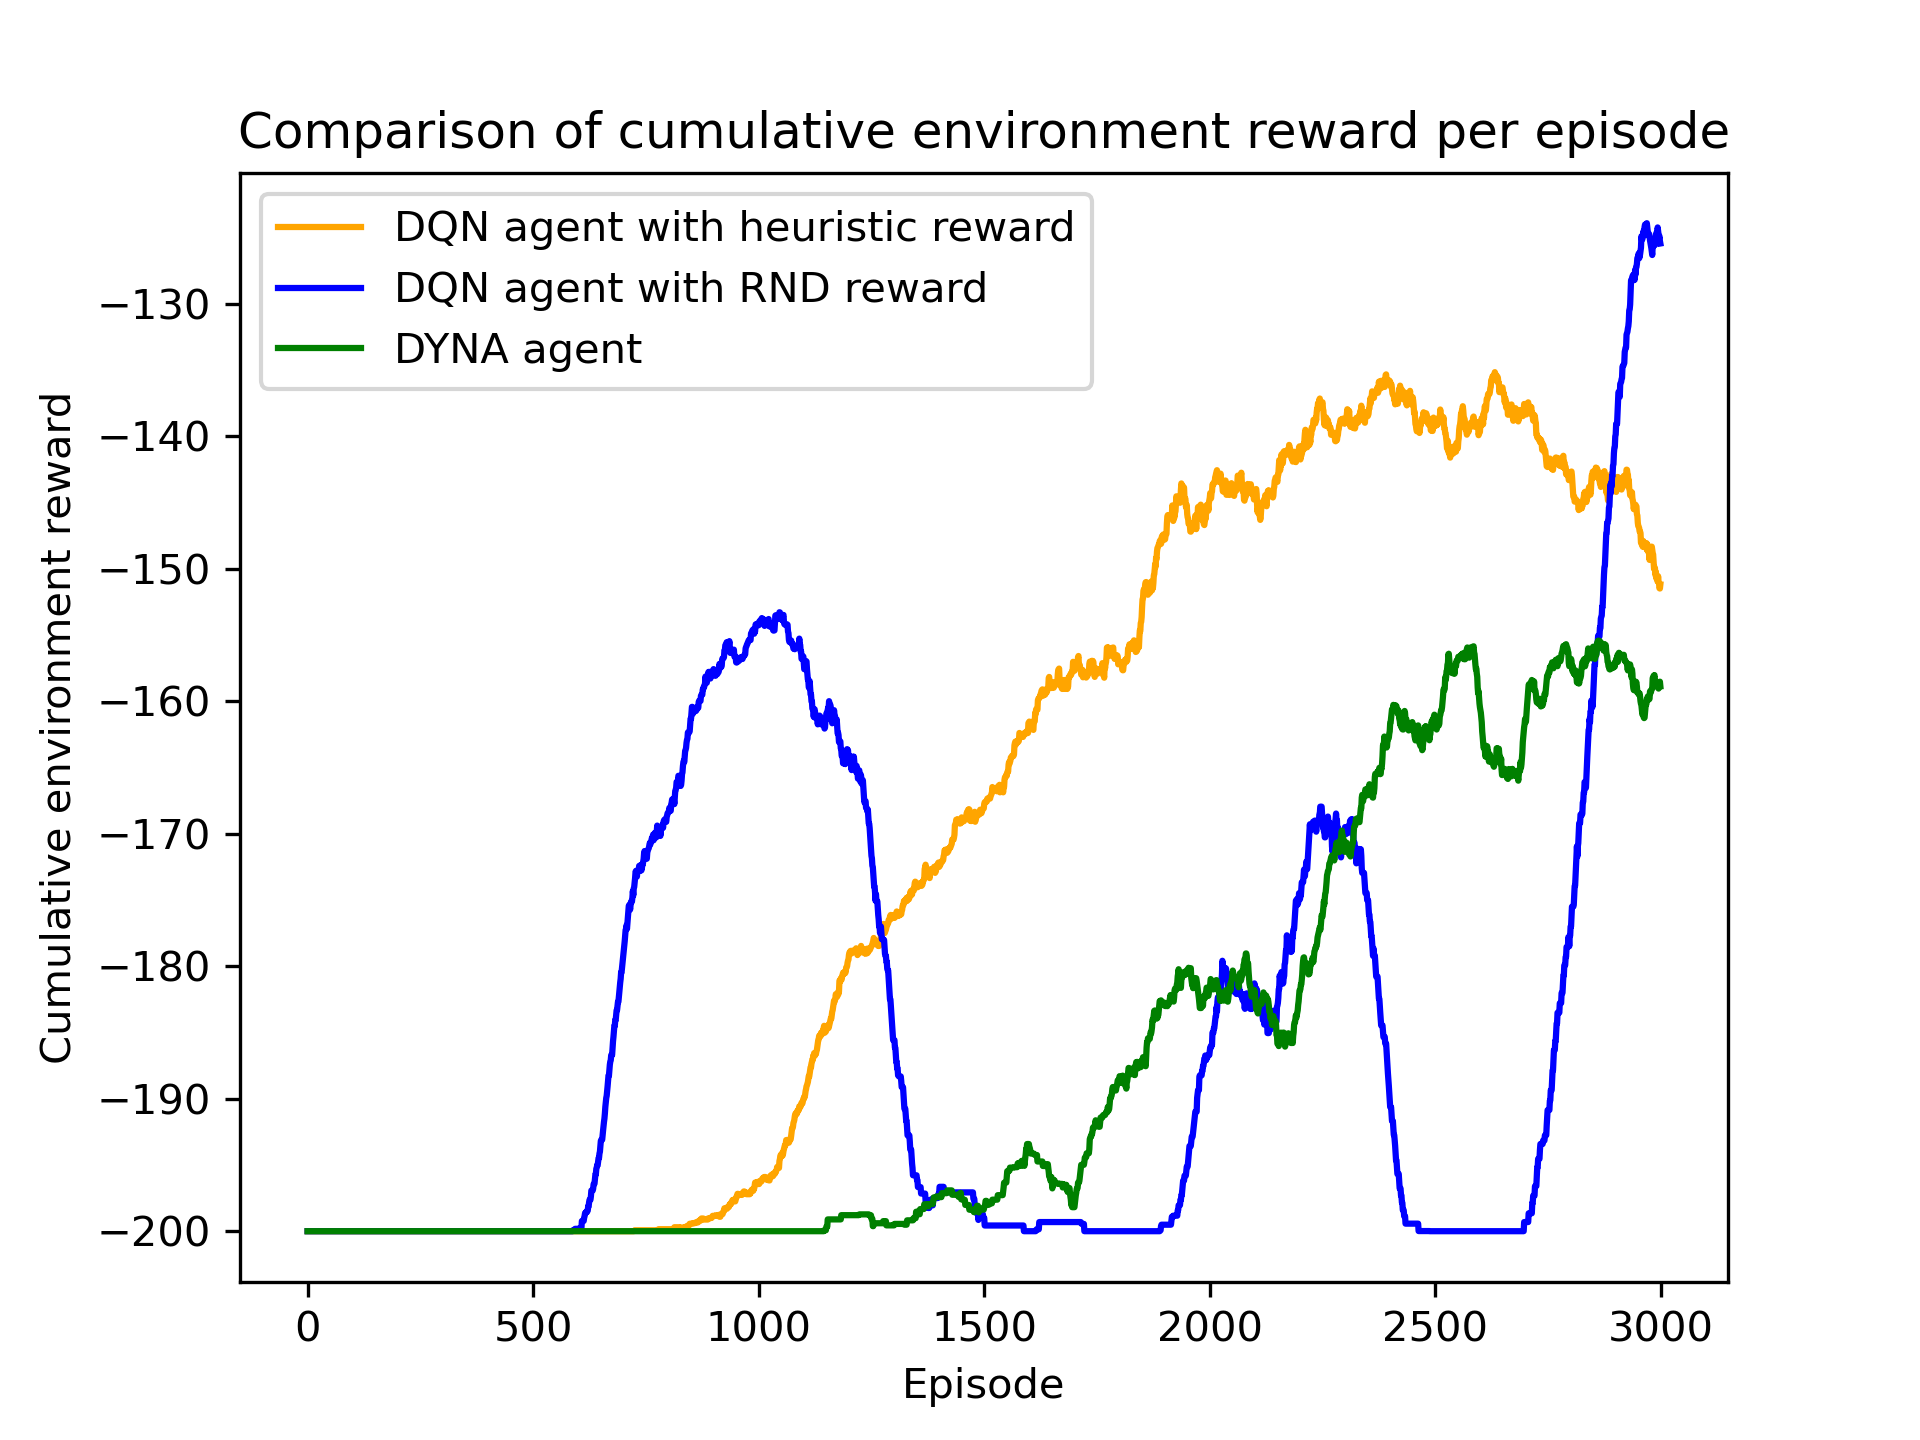 Comparison of cumulative environment reward per episode
DQN agent with heuristic reward
DQN agent with RND reward
DYNA agent
Cumulative environment reward
−130
−140
−150
−160
−170
−180
−190
−200
0 500 1000 1500 2000 2500 3000
Episode